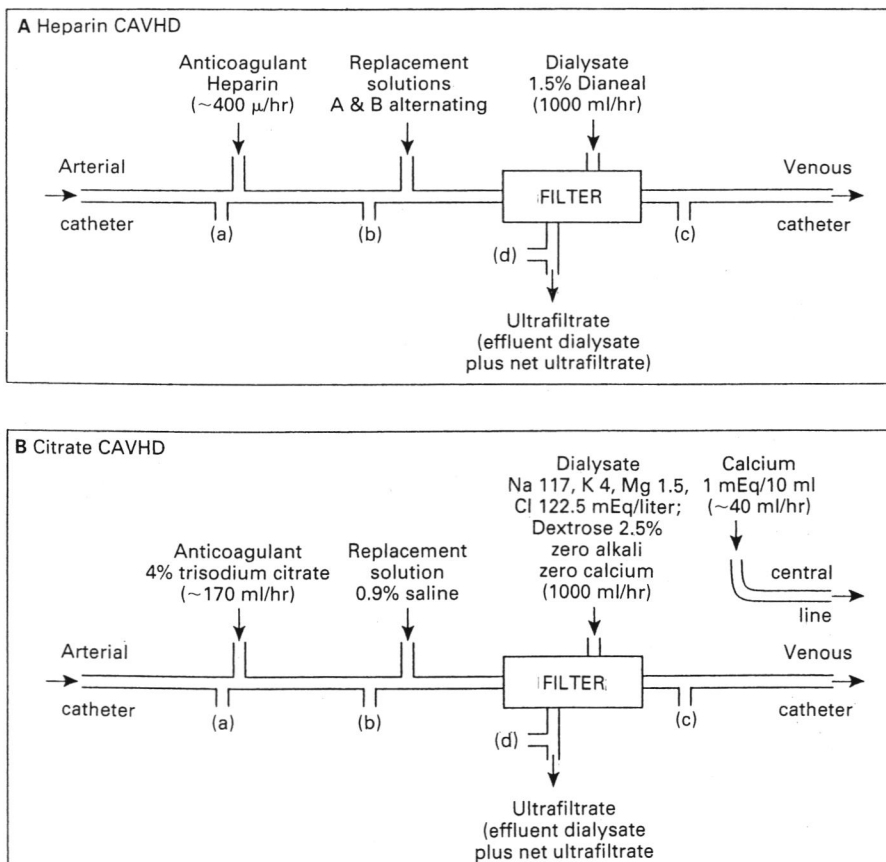 A Heparin CAVHD
Anticoagulant
Heparin
(~400 μ/hr)
Replacement
solutions
A & B alternating
Dialysate
1.5% Dianeal
(1000 ml/hr)
Arterial
catheter
(a)
(b)
FILTER
(d)
(c)
Venous
catheter
Ultrafiltrate
(effluent dialysate
plus net ultrafiltrate)
B Citrate CAVHD
Anticoagulant
4% trisodium citrate
(~170 ml/hr)
Replacement
solution
0.9% saline
Dialysate
Na 117, K 4, Mg 1.5,
Cl 122.5 mEq/liter;
Dextrose 2.5%
zero alkali
zero calcium
(1000 ml/hr)
Calcium
1 mEq/10 ml
(~40 ml/hr)
central
line
Arterial
catheter
(a)
(b)
FILTER
(d)
(c)
Venous
catheter
Ultrafiltrate
(effluent dialysate
plus net ultrafiltrate